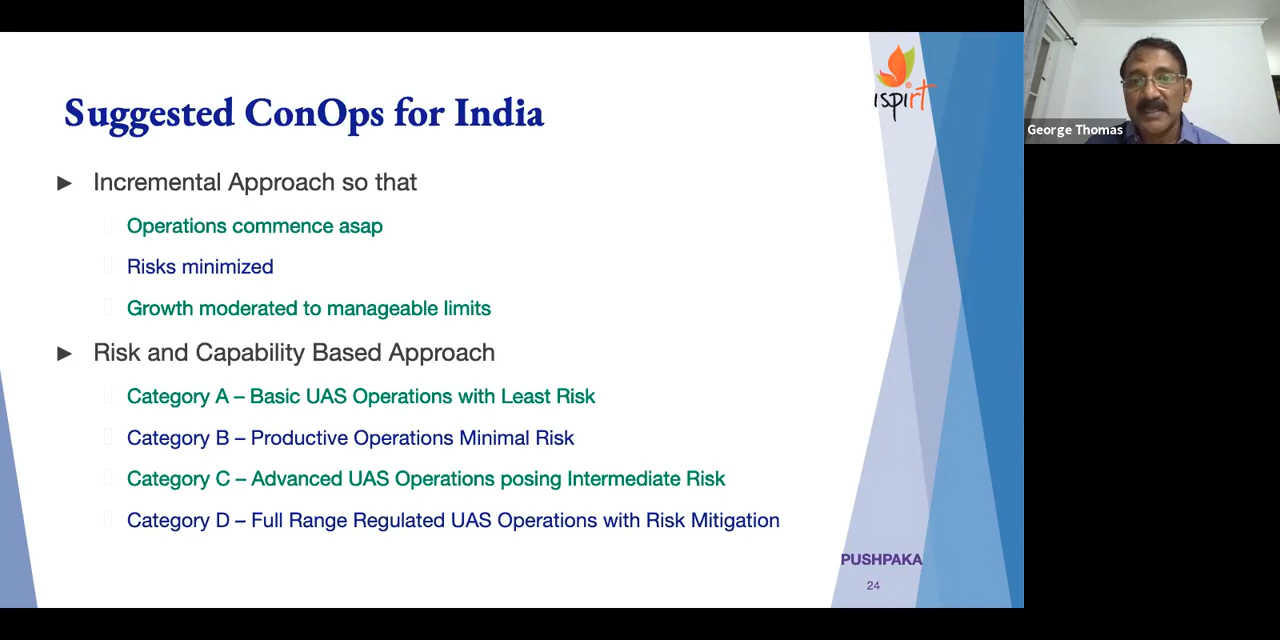 Suggested ConOps for India
ispirt
► Incremental Approach so that
Operations commence asap
Risks minimized
Growth moderated to manageable limits
► Risk and Capability Based Approach
Category A – Basic UAS Operations with Least Risk
Category B – Productive Operations Minimal Risk
Category C – Advanced UAS Operations posing Intermediate Risk
Category D – Full Range Regulated UAS Operations with Risk Mitigation
PUSHPAKA
24
George Thomas